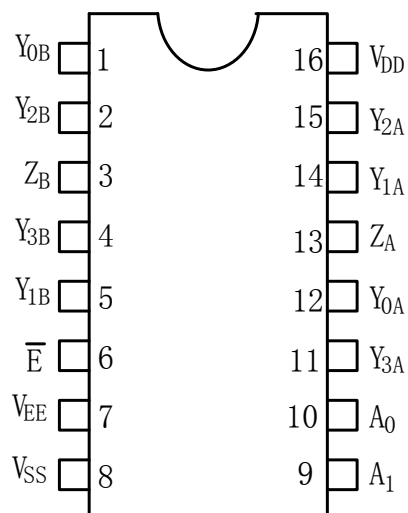 Y0B 1 16 VDD
Y2B 2 15 Y2A
ZB 3 14 Y1A
Y3B 4 13 ZA
Y1B 5 12 Y0A
E̅ 6 11 Y3A
VEE 7 10 A0
VSS 8 9 A1